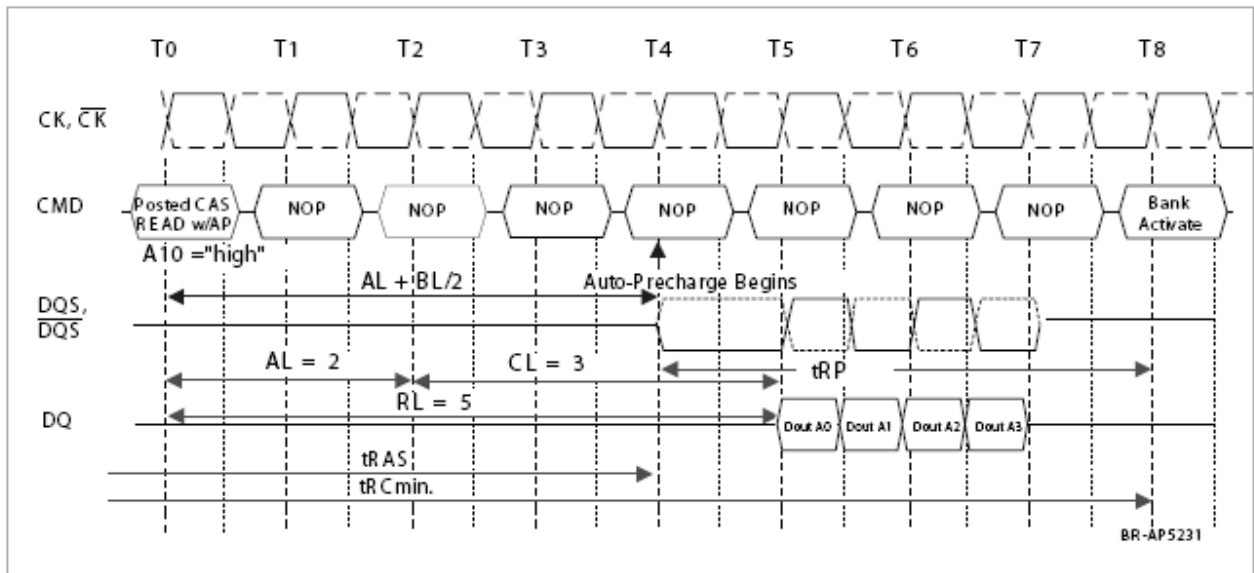 T0 T1 T2 T3 T4 T5 T6 T7 T8
CK, CK
CMD
Posted CAS READ w/AP
NOP
NOP
NOP
NOP
NOP
NOP
NOP
Bank Activate
A10 ="high"
AL + BL/2
Auto-Precharge Begins
DQS,
DQS
AL = 2
CL = 3
tRP
RL = 5
DQ
Dout A0
Dout A1
Dout A2
Dout A3
tRAS
tRCmin.
BR-AP5231